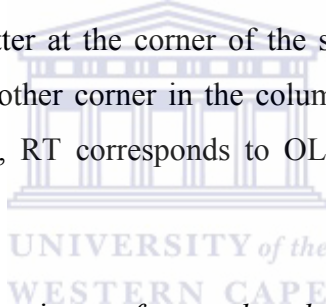 tter at the corner of the s
other corner in the colum
, RT corresponds to OL
UNIVERSITY of the
WESTERN CAPE